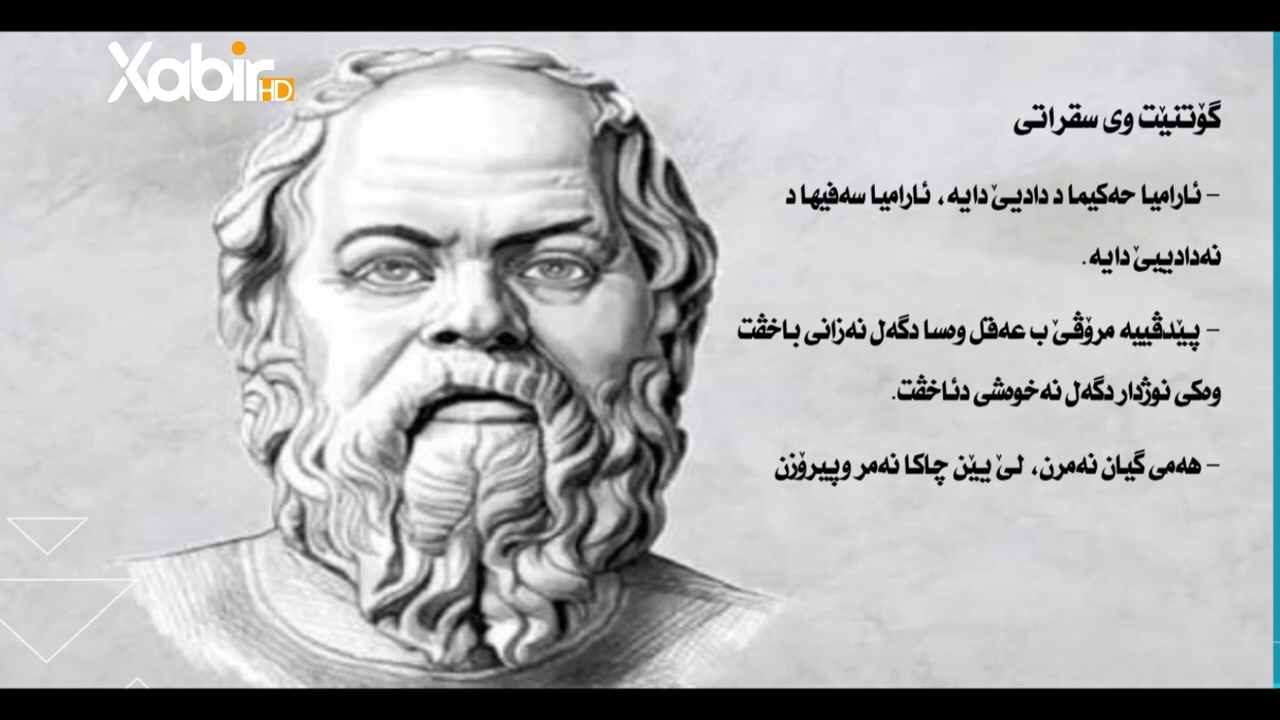 Xabir HD
گۆتنێت وی سقراتی
- ئارامیا حەکیما د دادیێ دایە، ئارامیا سەفیها د
نەدادییێ دایە.
- پێدڤییە مرۆڤێ ب عەقل وەسا دگەل نەزانی باخڤت
وەکی نوژدار دگەل نەخوەشی دئاخڤت.
- هەمی گیان نەمرن، لێ یێن چاکا نەمر وپیرۆزن